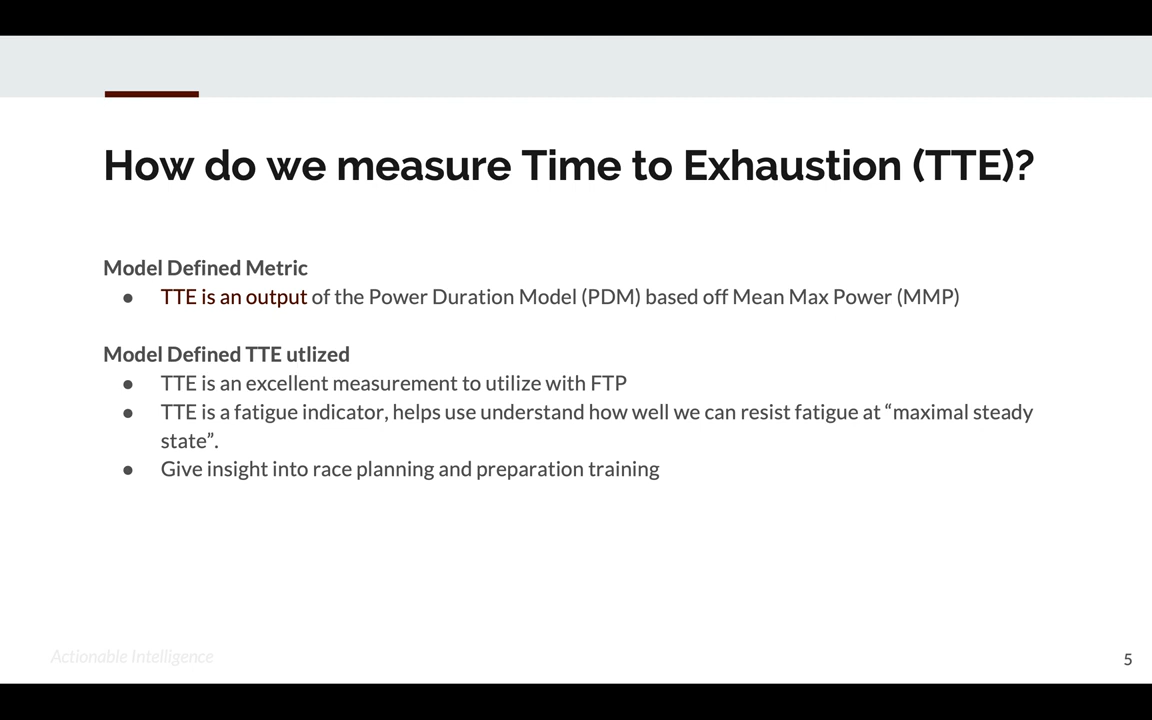 How do we measure Time to Exhaustion (TTE)?
Model Defined Metric
● TTE is an output of the Power Duration Model (PDM) based off Mean Max Power (MMP)
Model Defined TTE utlized
● TTE is an excellent measurement to utilize with FTP
● TTE is a fatigue indicator, helps use understand how well we can resist fatigue at “maximal steady
state”.
● Give insight into race planning and preparation training
Actionable Intelligence
5